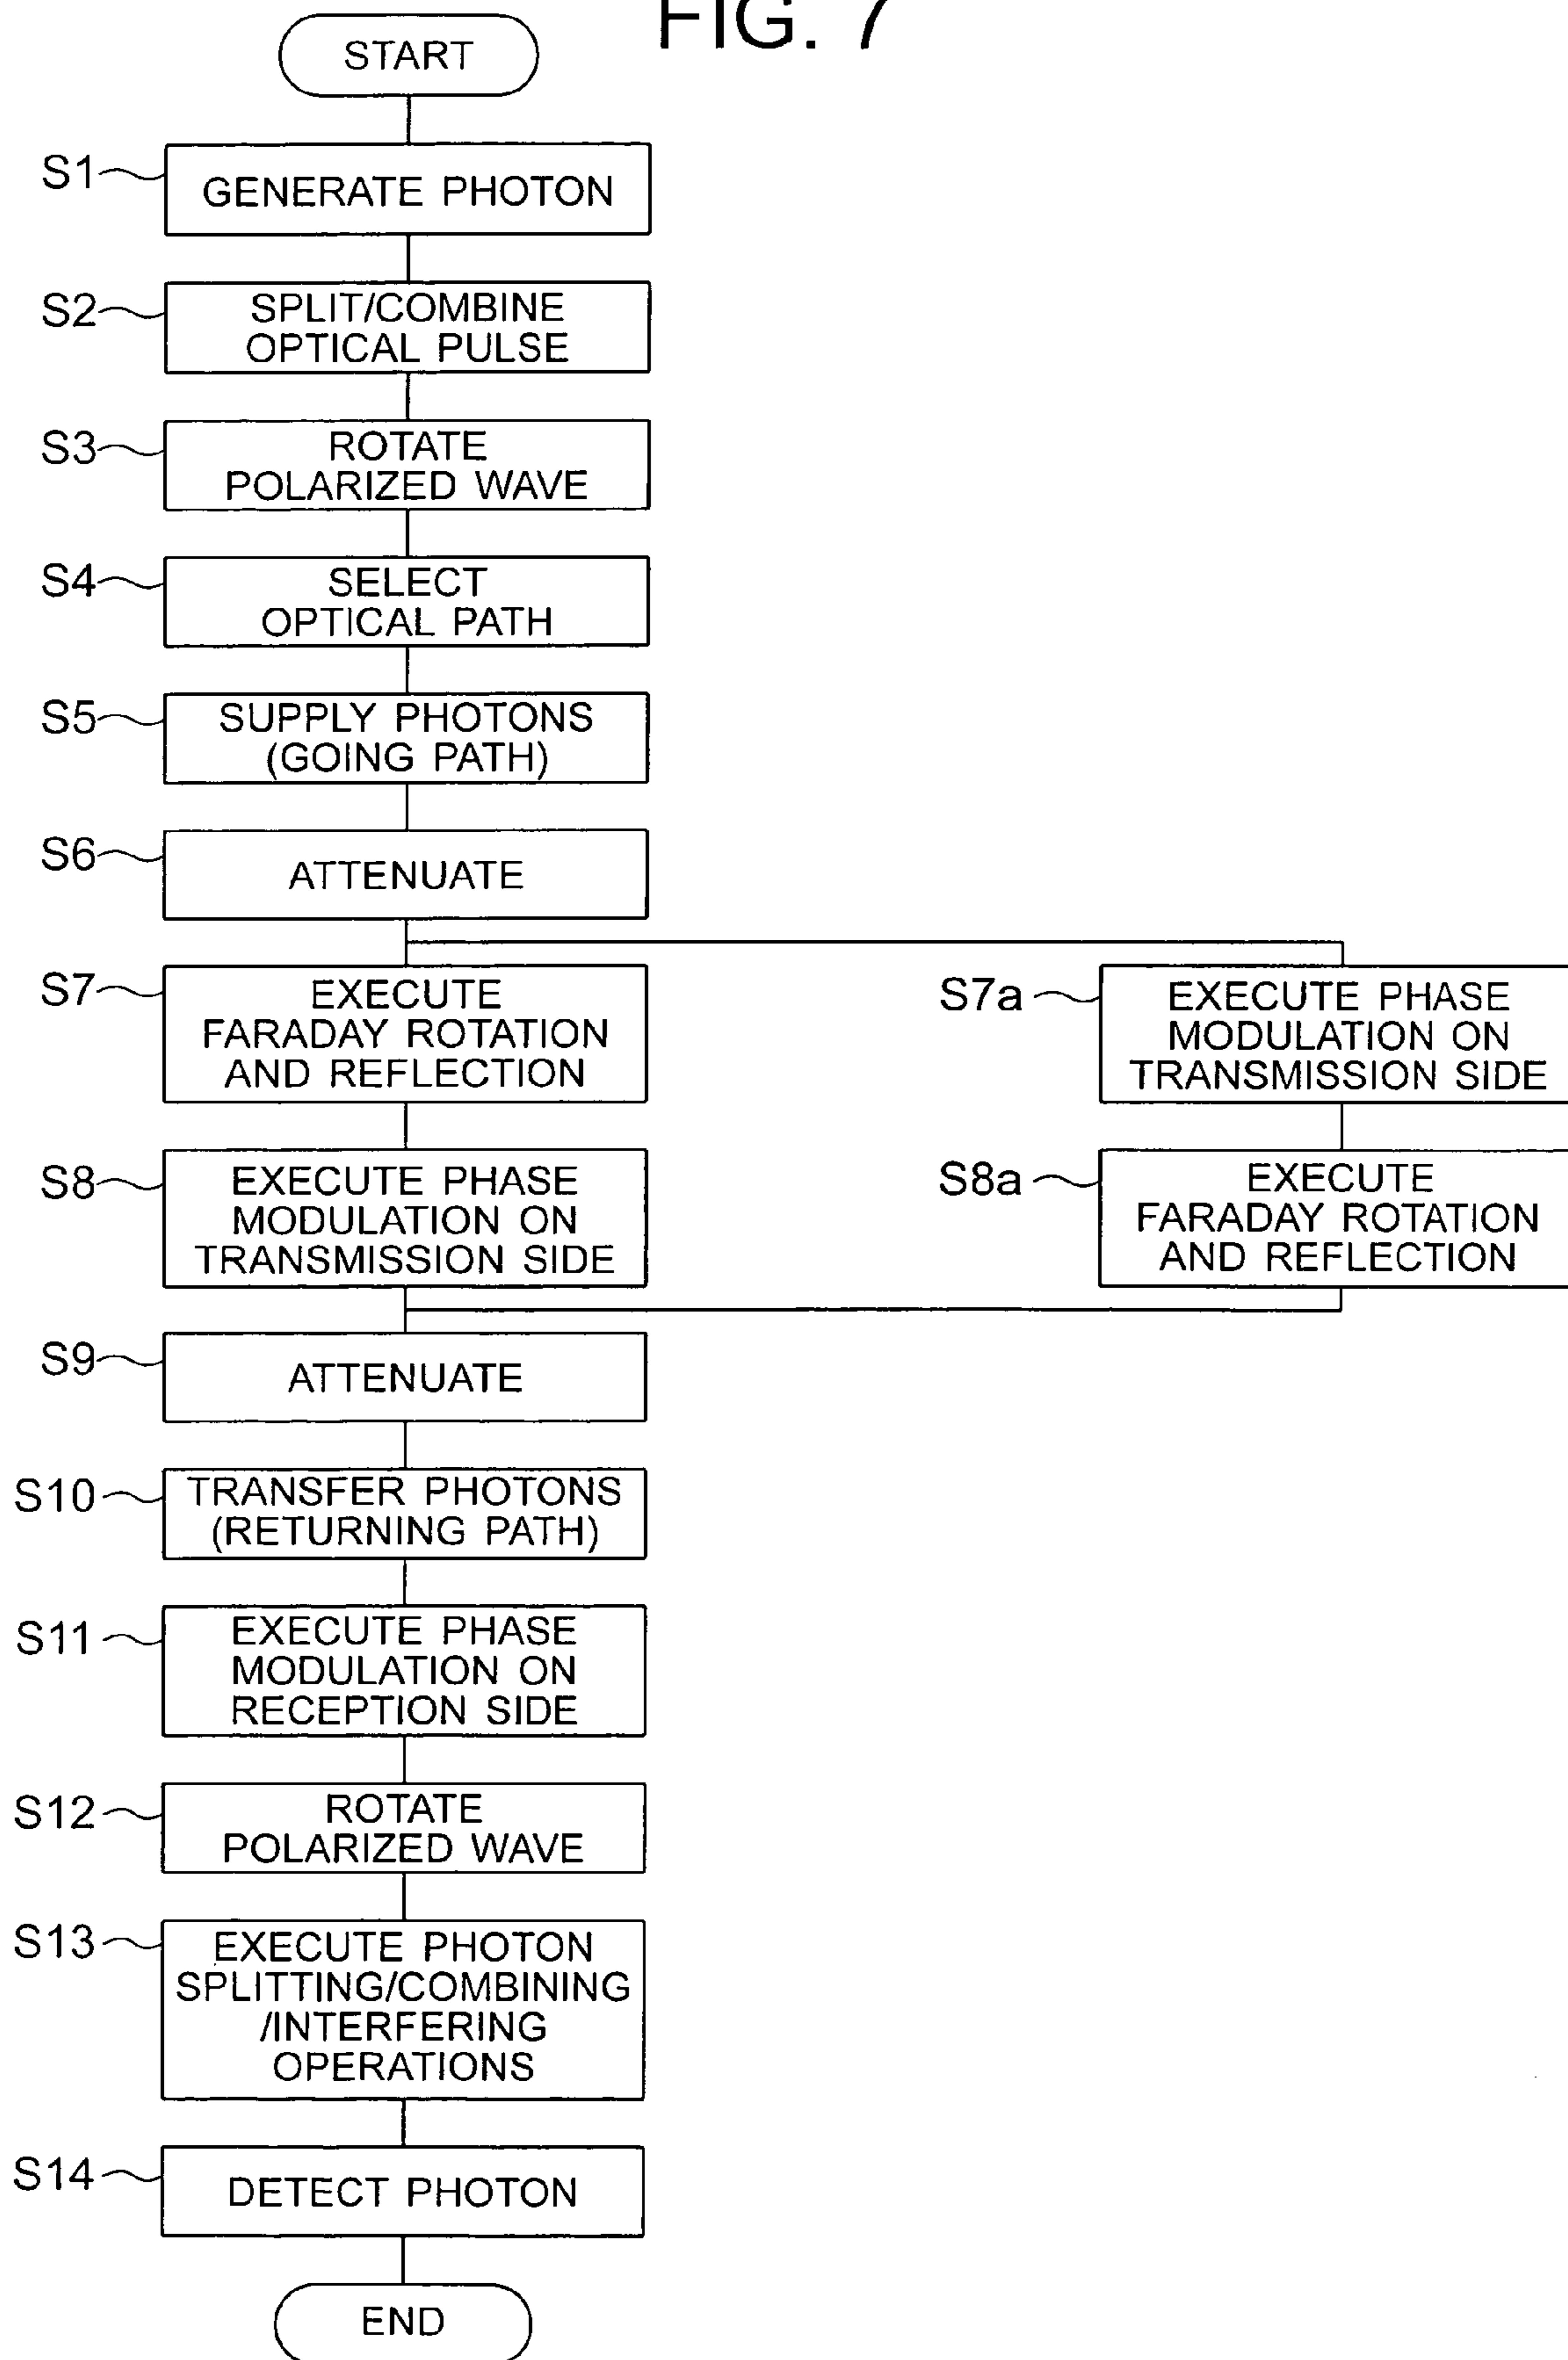 FIG. 7
START
S1
GENERATE PHOTON
S2
SPLIT/COMBINE
OPTICAL PULSE
S3
ROTATE
POLARIZED WAVE
S4
SELECT
OPTICAL PATH
S5
SUPPLY PHOTONS
(GOING PATH)
S6
ATTENUATE
S7
EXECUTE
FARADAY ROTATION
AND REFLECTION
S7a
EXECUTE PHASE
MODULATION ON
TRANSMISSION SIDE
S8
EXECUTE PHASE
MODULATION ON
TRANSMISSION SIDE
S8a
EXECUTE
FARADAY ROTATION
AND REFLECTION
S9
ATTENUATE
S10
TRANSFER PHOTONS
(RETURNING PATH)
S11
EXECUTE PHASE
MODULATION ON
RECEPTION SIDE
S12
ROTATE
POLARIZED WAVE
S13
EXECUTE PHOTON
SPLITTING/COMBINING
/INTERFERING
OPERATIONS
S14
DETECT PHOTON
END